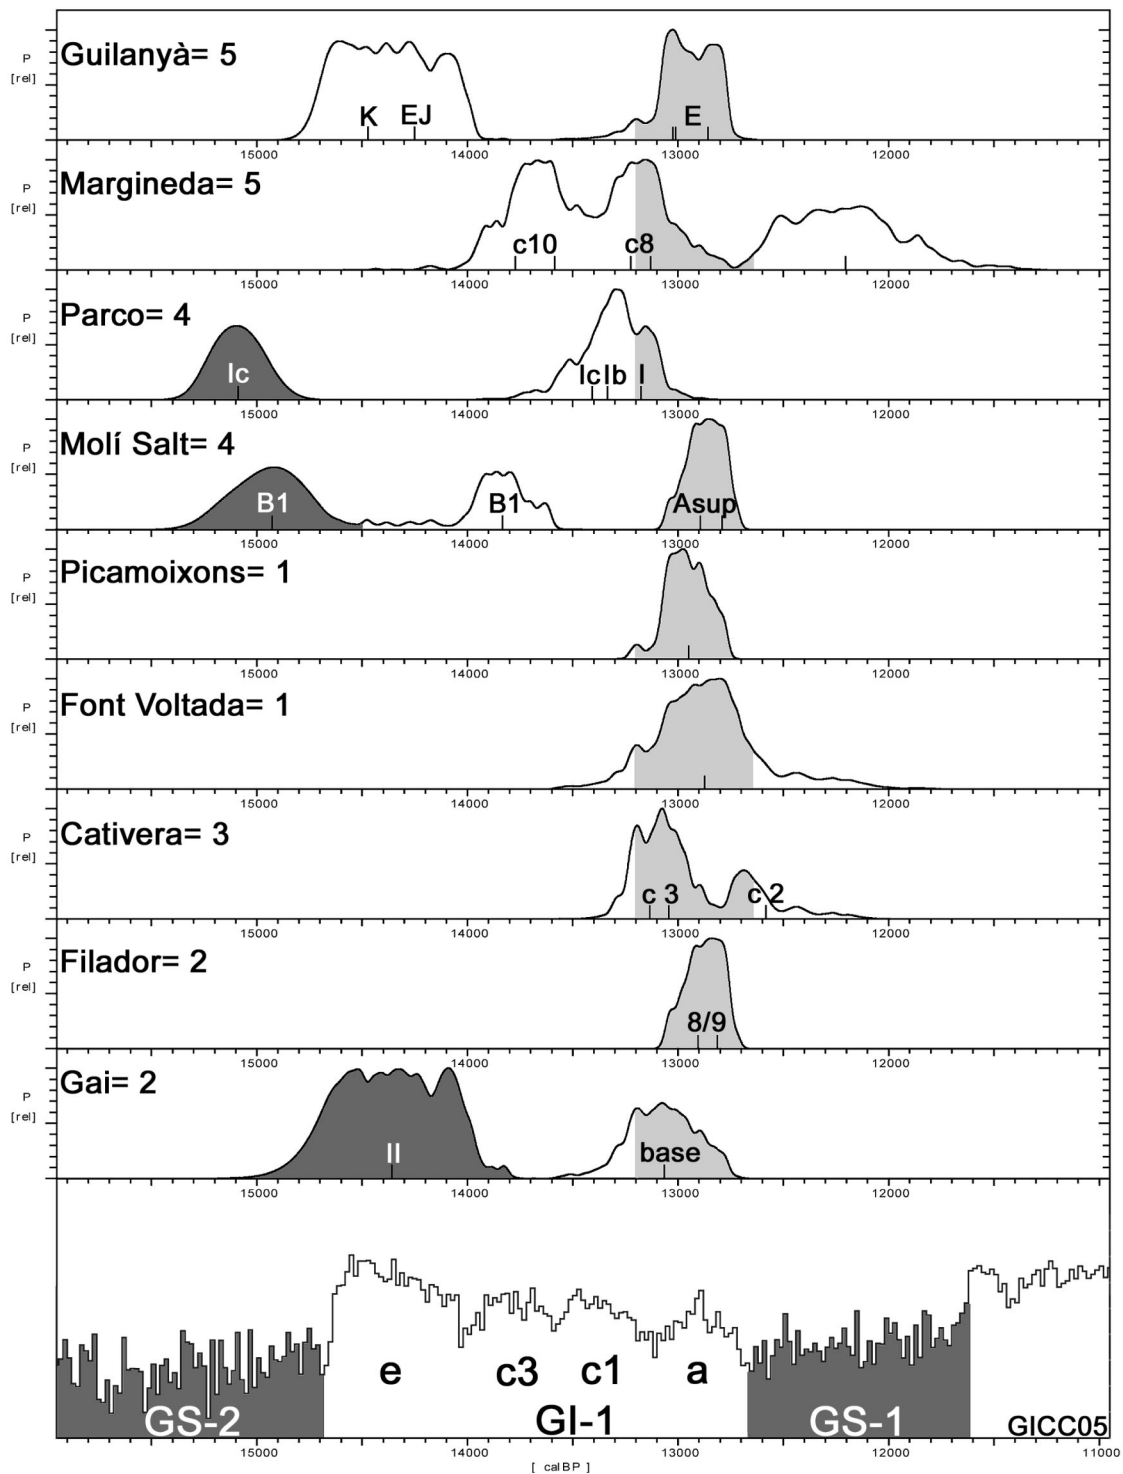 Guilanyà= 5
P
[rel]
K EJ E
15000 14000 13000 12000
Margineda= 5
P
[rel]
c10 c8
15000 14000 13000 12000
Parco= 4
P
[rel]
Ic Ic Ib I
15000 14000 13000 12000
Molí Salt= 4
P
[rel]
B1 B1 Asup
15000 14000 13000 12000
Picamoixons= 1
P
[rel]
15000 14000 13000 12000
Font Voltada= 1
P
[rel]
15000 14000 13000 12000
Cativera= 3
P
[rel]
c 3 c 2
15000 14000 13000 12000
Filador= 2
P
[rel]
8/9
15000 14000 13000 12000
Gai= 2
P
[rel]
II base
15000 14000 13000 12000
e c3 c1 a
GS-2 GI-1 GS-1 GICC05
15000 14000 13000 12000 11000
[ calBP ]